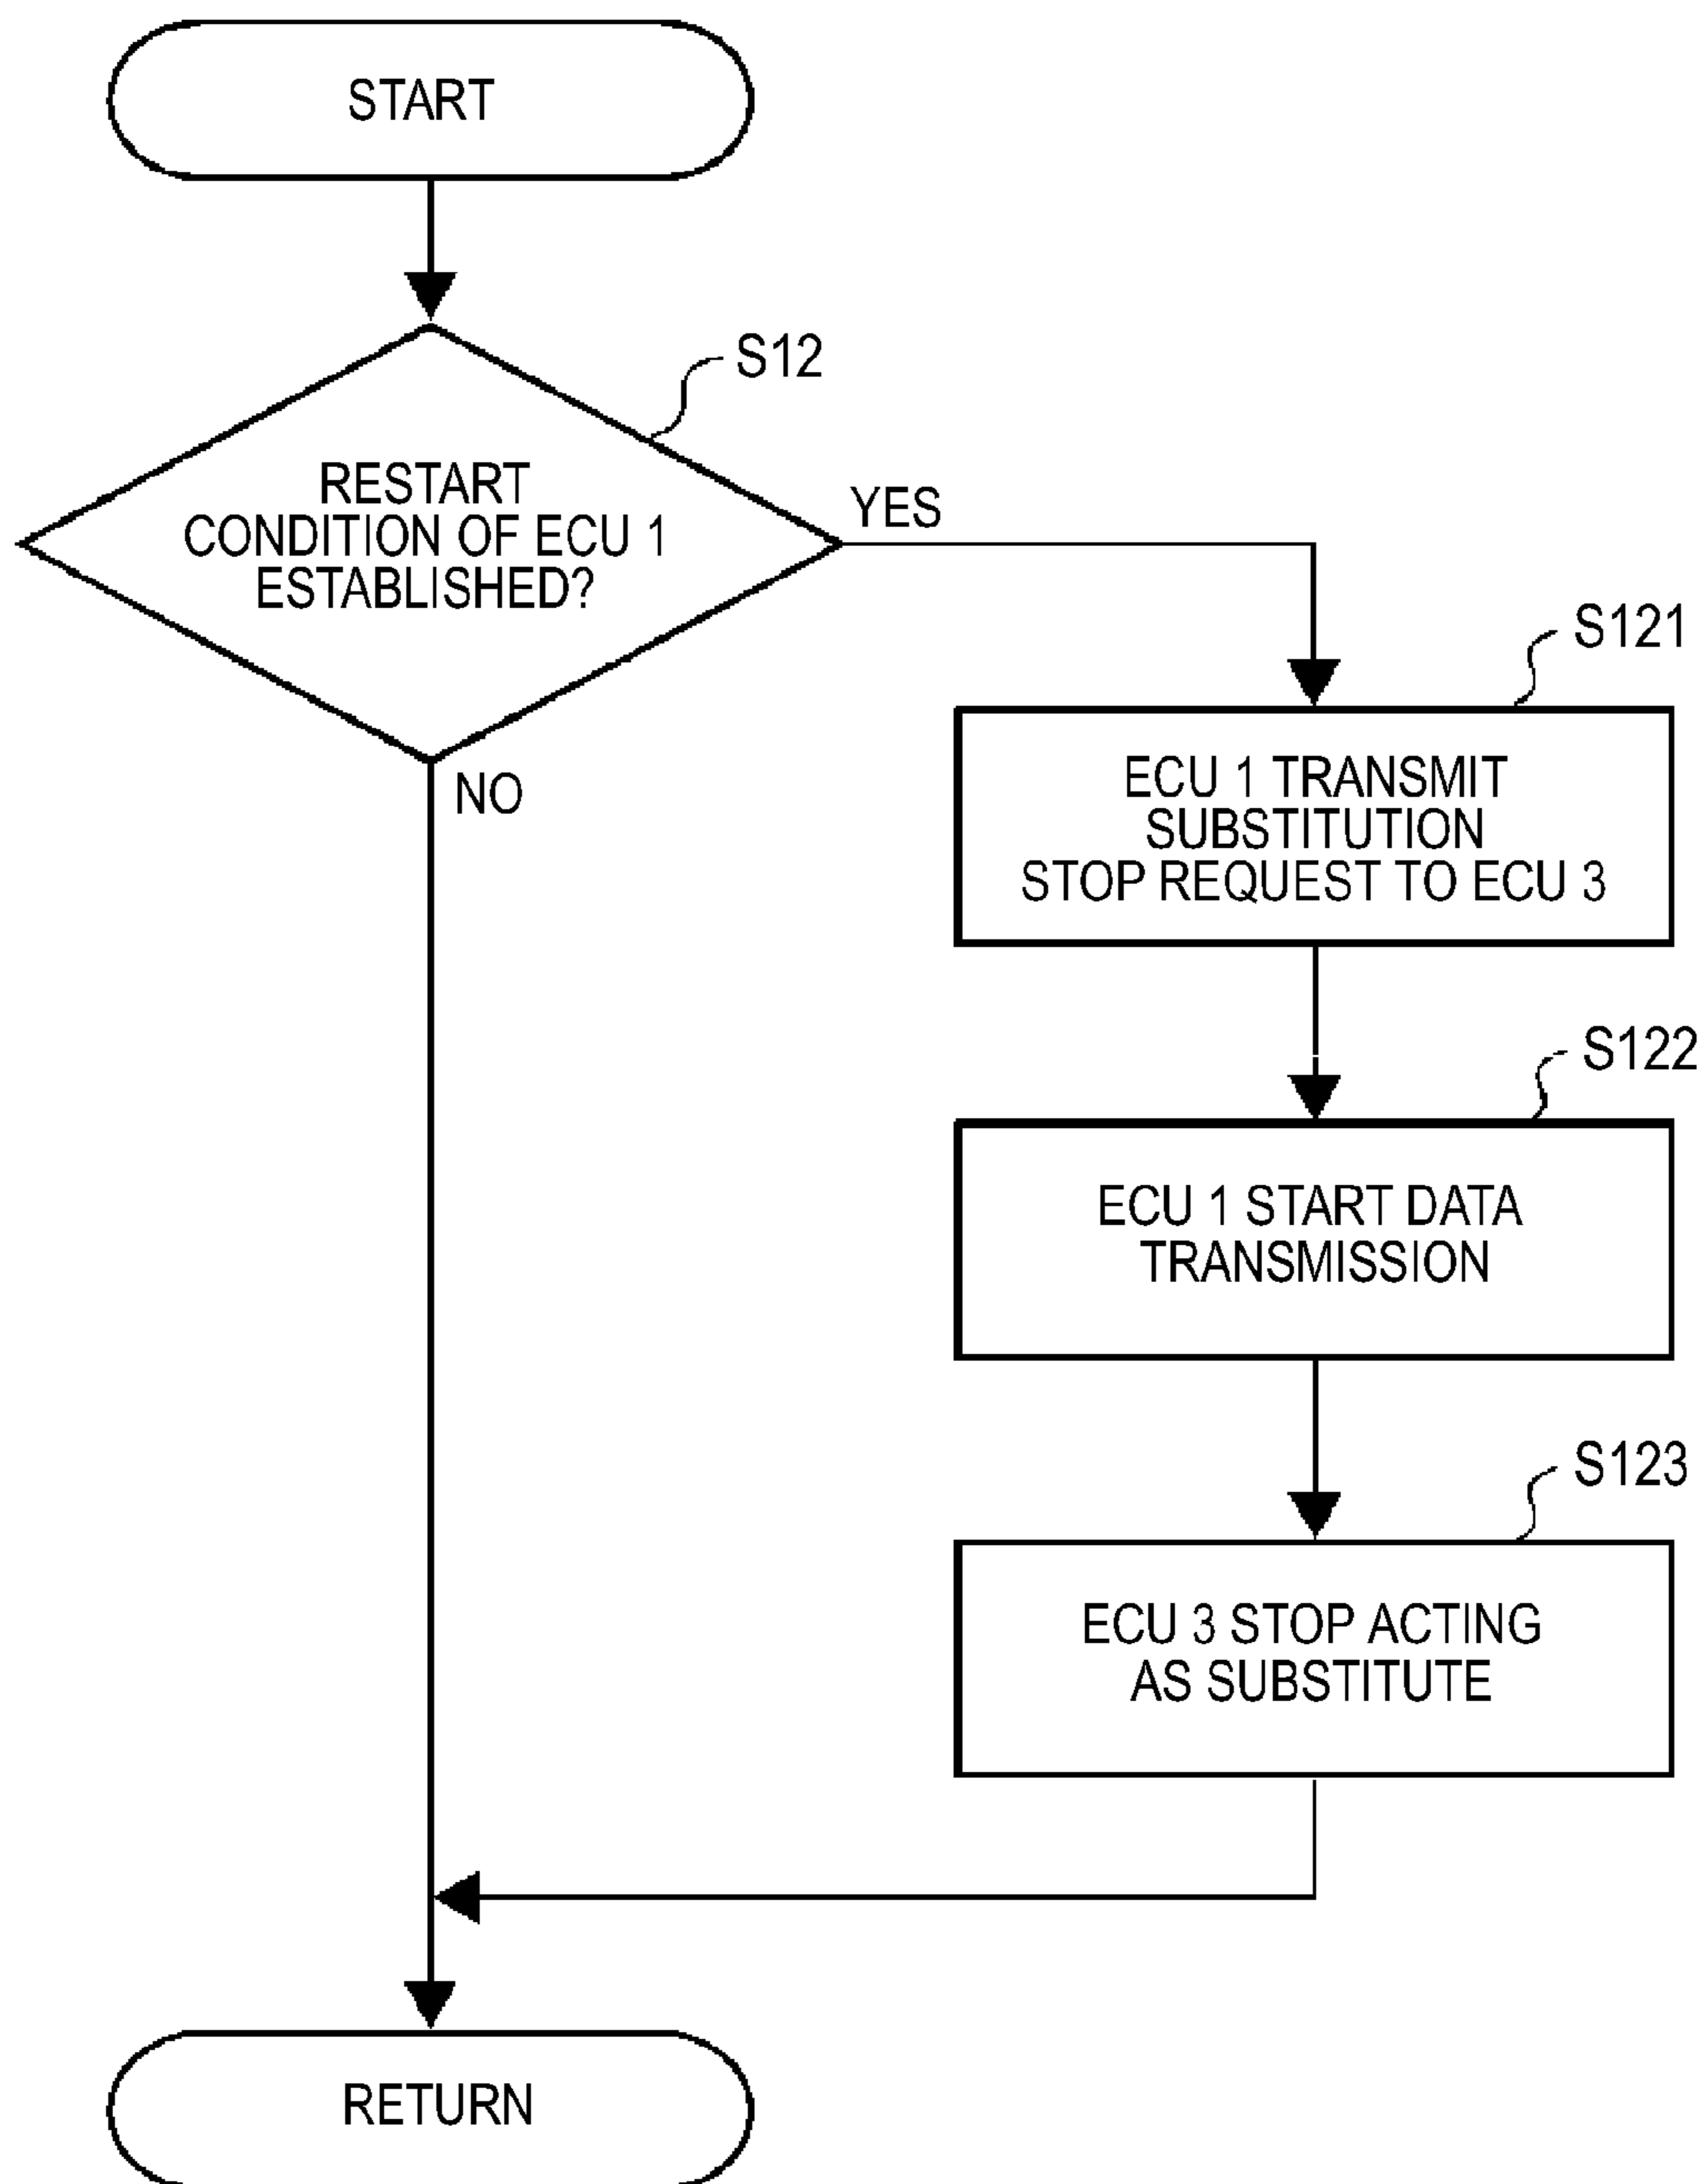 START
S12
RESTART
CONDITION OF ECU 1
ESTABLISHED?
YES
NO
S121
ECU 1 TRANSMIT
SUBSTITUTION
STOP REQUEST TO ECU 3
S122
ECU 1 START DATA
TRANSMISSION
S123
ECU 3 STOP ACTING
AS SUBSTITUTE
RETURN